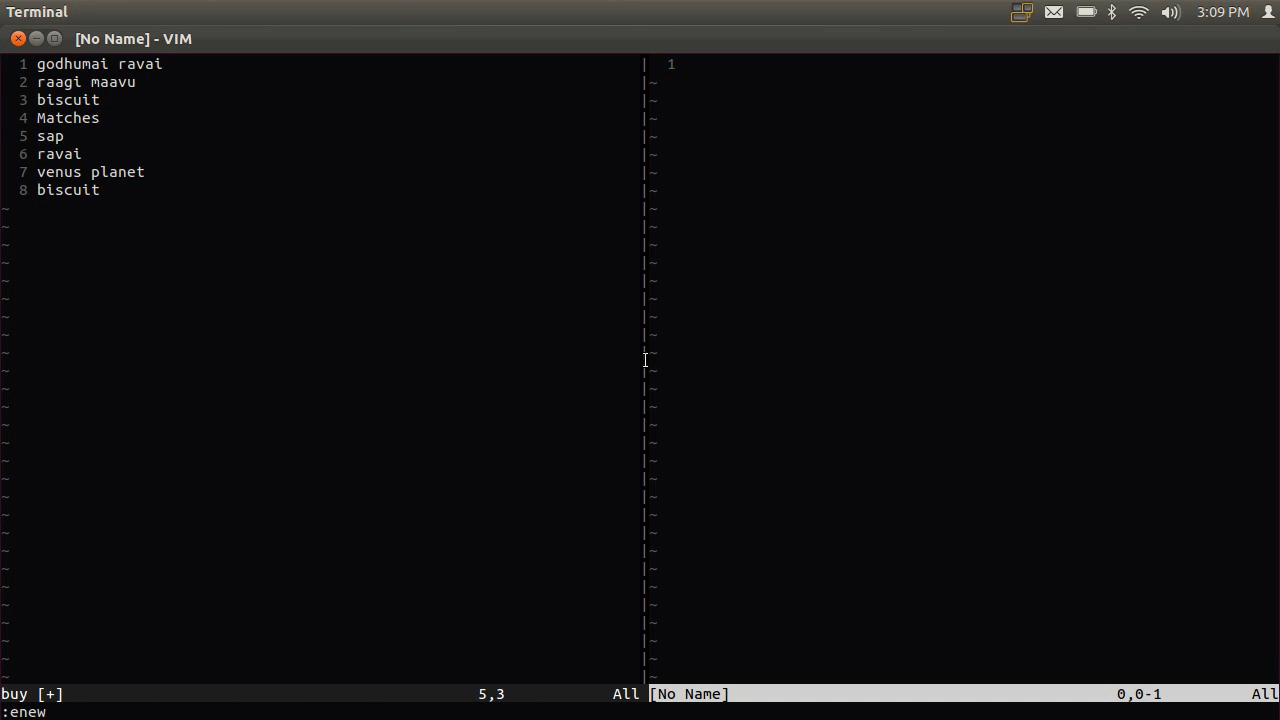 Terminal 3:09 PM
[No Name] - VIM
1 godhumai ravai
2 raagi maavu
3 biscuit
4 Matches
5 sap
6 ravai
7 venus planet
8 biscuit
1
buy [+] 5,3 All
[No Name] 0,0-1 All
:enew